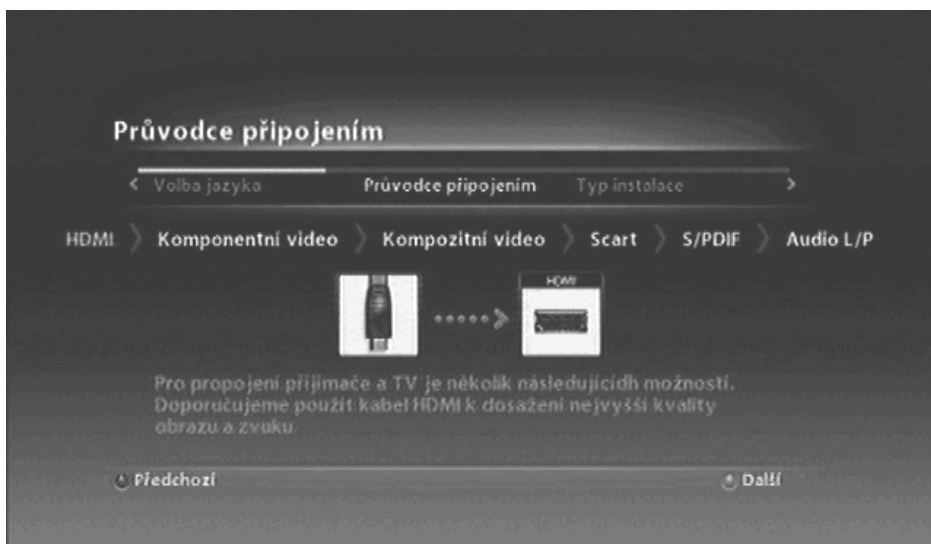 Průvodce připojením
Volba jazyka Průvodce připojením Typ instalace
HDMI Komponentní video Kompozitní video Scart S/PDIF Audio L/P
HDMI
Pro propojení přijímače a TV je několik následujícídh možností.
Doporučujeme použít kabel HDMI k dosažení nejvyšší kvality
obrazu a zvuku
Předchozí Další